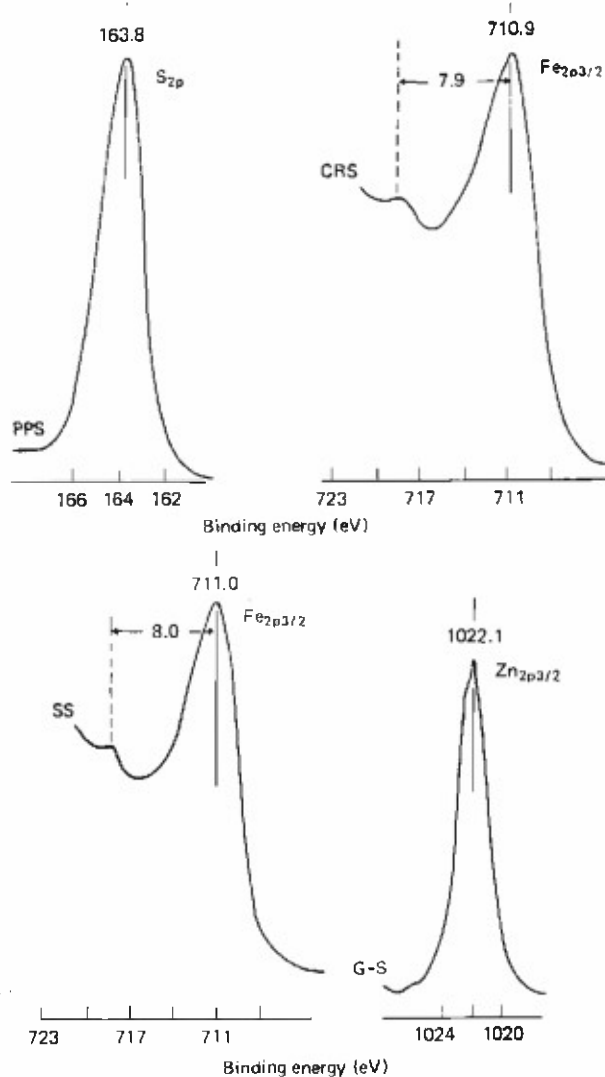 163.8
S2p
PPS
166 164 162
710.9
Fe2p3/2
7.9
CRS
723 717 711
Binding energy (eV)
711.0
Fe2p3/2
8.0
SS
723 717 711
1022.1
Zn2p3/2
G-S
1024 1020
Binding energy (eV)